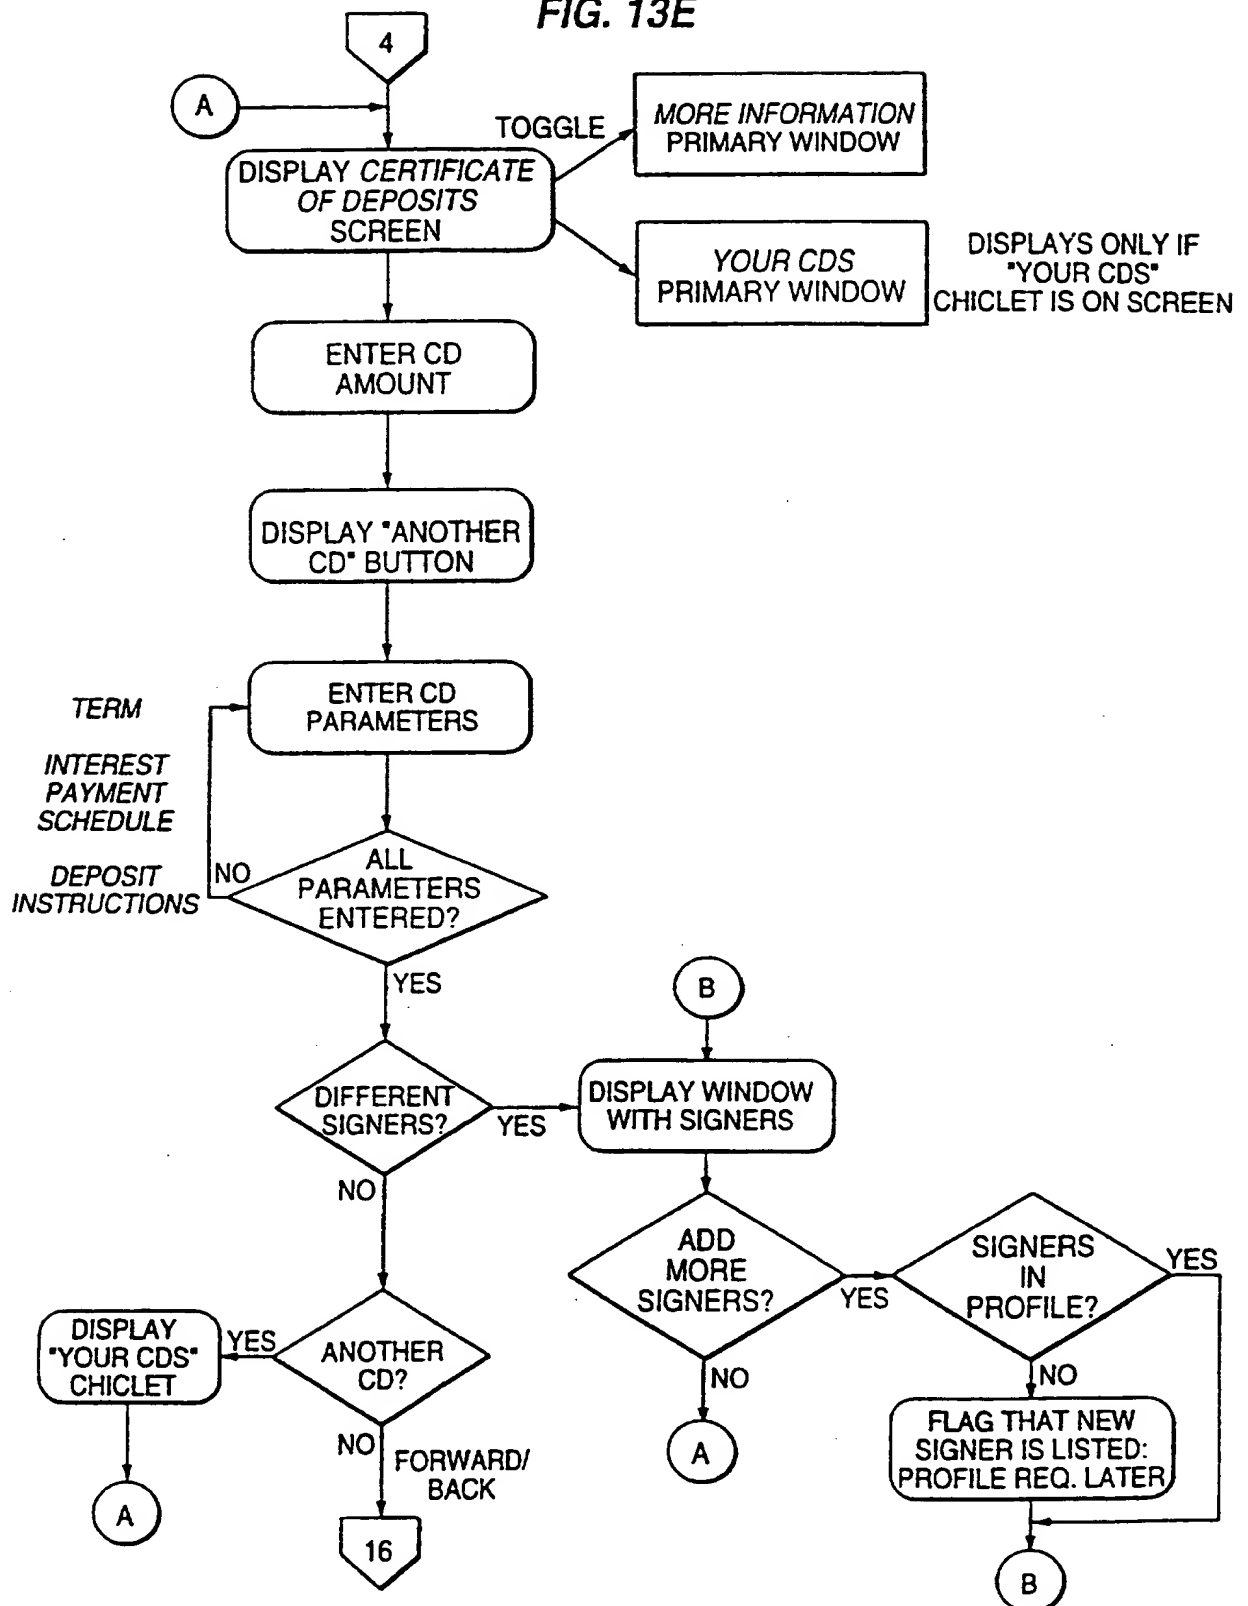 FIG. 13E
4
A
TOGGLE
MORE INFORMATION
PRIMARY WINDOW
DISPLAY CERTIFICATE
OF DEPOSITS
SCREEN
YOUR CDS
PRIMARY WINDOW
DISPLAYS ONLY IF
"YOUR CDS"
CHICLET IS ON SCREEN
ENTER CD
AMOUNT
DISPLAY "ANOTHER
CD" BUTTON
ENTER CD
PARAMETERS
TERM
INTEREST
PAYMENT
SCHEDULE
DEPOSIT
INSTRUCTIONS
NO
ALL
PARAMETERS
ENTERED?
YES
B
DIFFERENT
SIGNERS?
YES
DISPLAY WINDOW
WITH SIGNERS
NO
ADD
MORE
SIGNERS?
YES
SIGNERS
IN
PROFILE?
YES
DISPLAY
"YOUR CDS"
CHICLET
YES
ANOTHER
CD?
NO
NO
A
FLAG THAT NEW
SIGNER IS LISTED:
PROFILE REQ. LATER
NO
FORWARD/
BACK
A
16
B